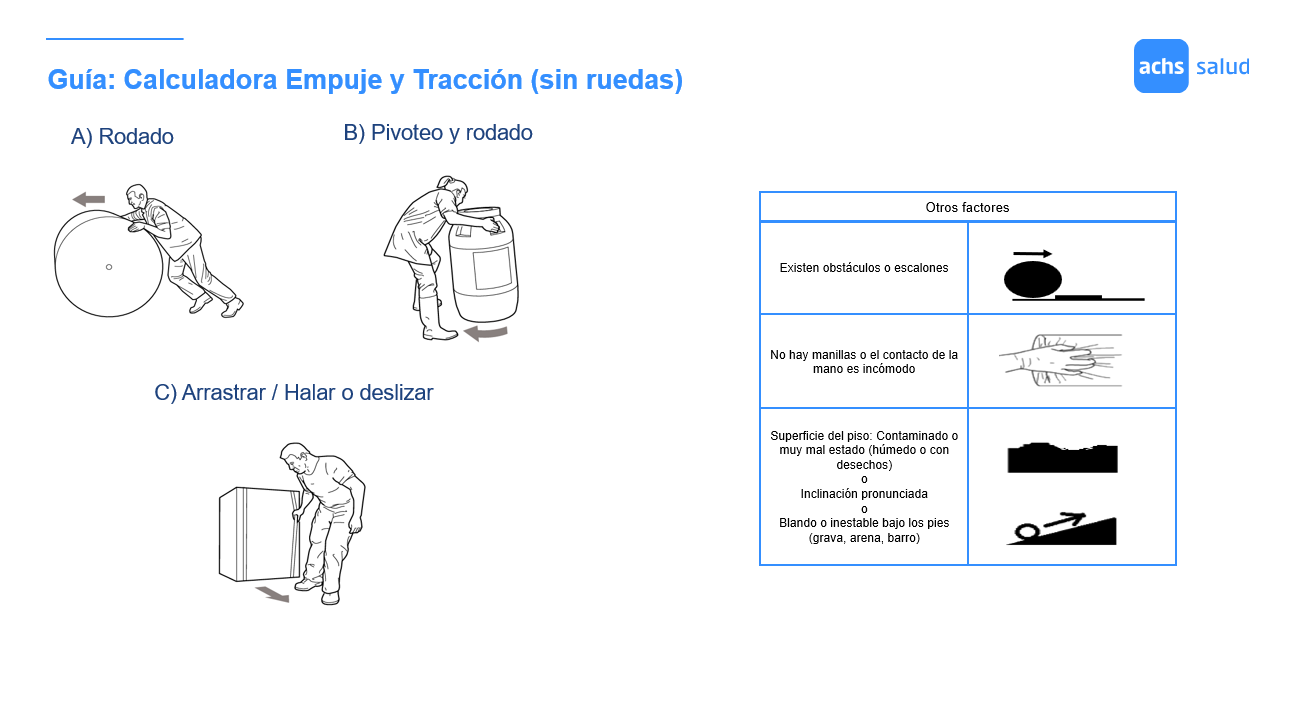 Guía: Calculadora Empuje y Tracción (sin ruedas)
achs salud
A) Rodado
B) Pivoteo y rodado
C) Arrastrar / Halar o deslizar
Otros factores
Existen obstáculos o escalones
No hay manillas o el contacto de la
mano es incómodo
Superficie del piso: Contaminado o
muy mal estado (húmedo o con
desechos)
o
Inclinación pronunciada
o
Blando o inestable bajo los pies
(grava, arena, barro)